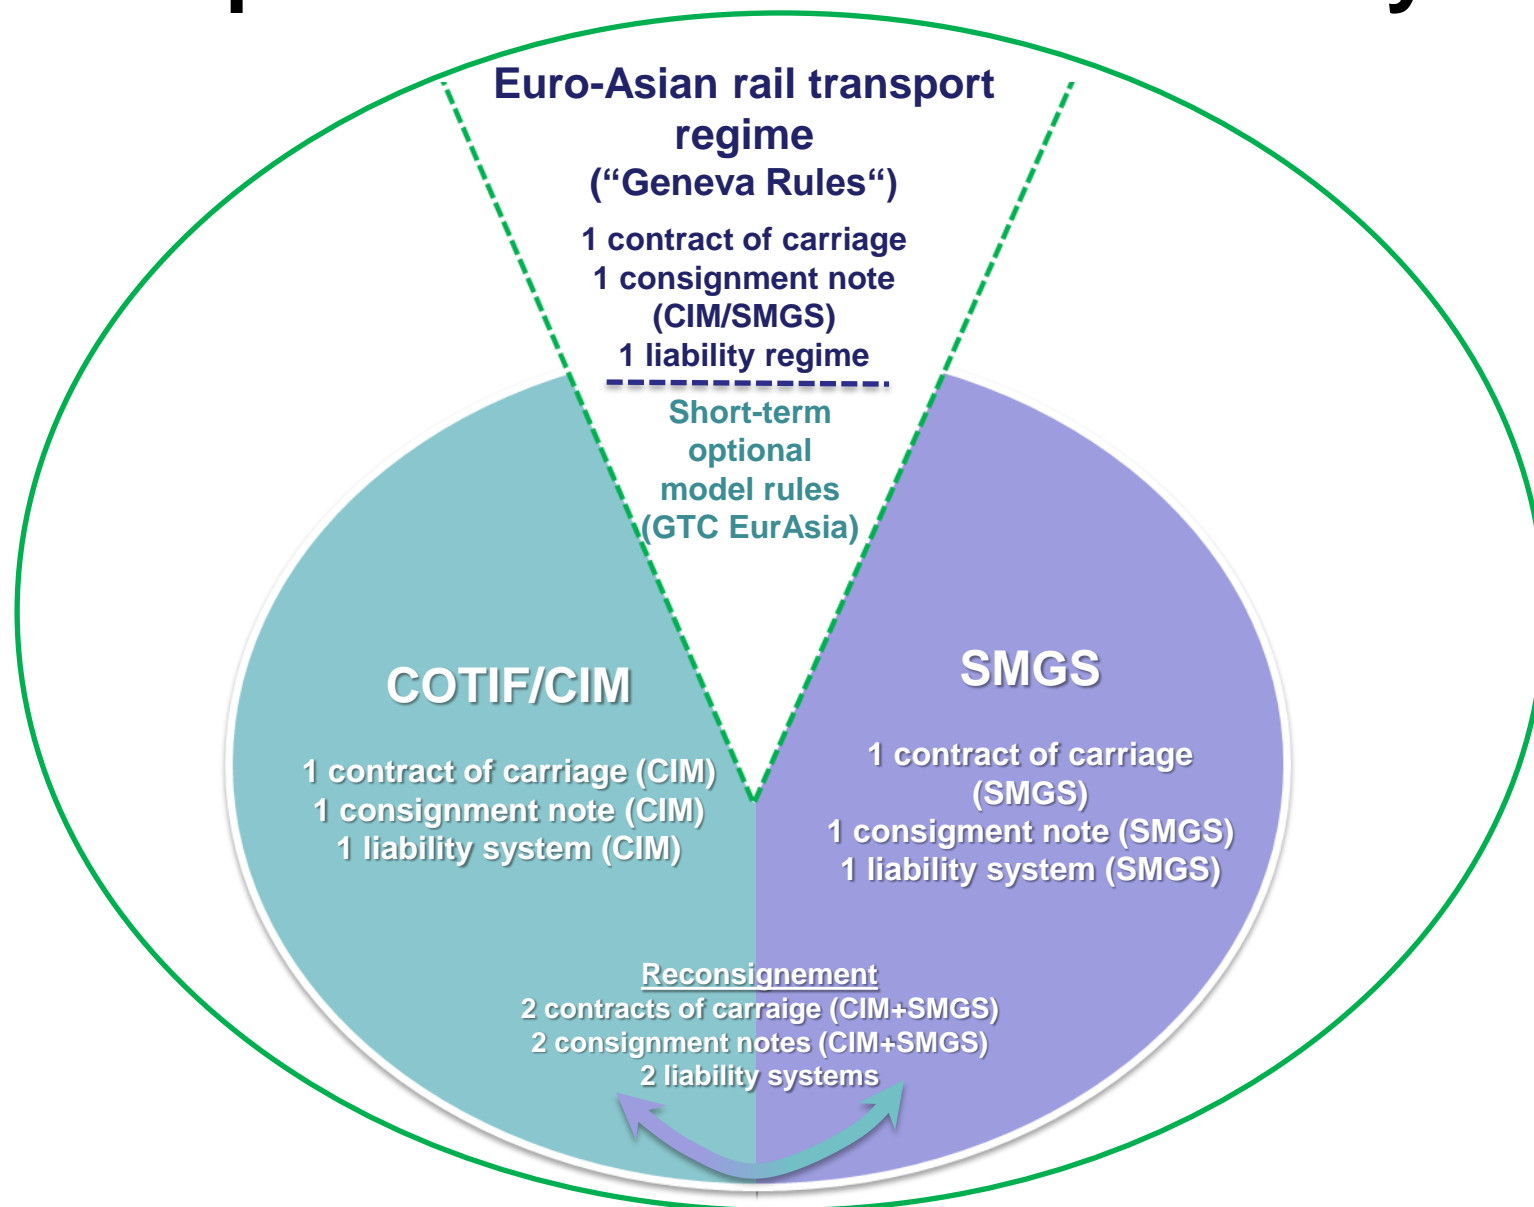 Euro-Asian rail transport
regime
(“Geneva Rules“)
1 contract of carriage
1 consignment note
(CIM/SMGS)
1 liability regime
Short-term
optional
model rules
(GTC EurAsia)
COTIF/CIM
1 contract of carriage (CIM)
1 consignment note (CIM)
1 liability system (CIM)
SMGS
1 contract of carriage
(SMGS)
1 consigment note (SMGS)
1 liability system (SMGS)
Reconsignement
2 contracts of carraige (CIM+SMGS)
2 consignment notes (CIM+SMGS)
2 liability systems